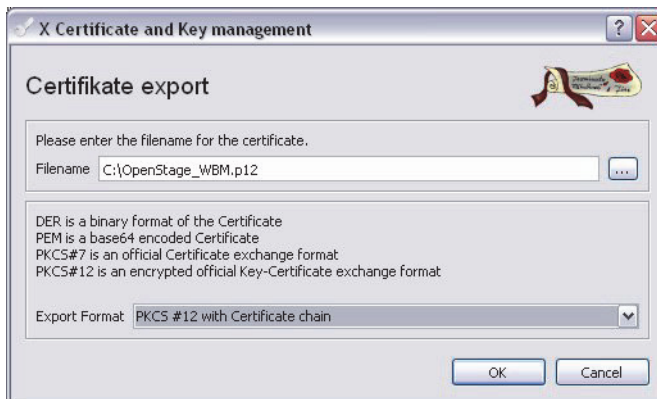 X Certificate and Key management
Certifikate export
Please enter the filename for the certificate.
Filename C:\OpenStage_WBM.p12 ...
DER is a binary format of the Certificate
PEM is a base64 encoded Certificate
PKCS#7 is an official Certificate exchange format
PKCS#12 is an encrypted official Key-Certificate exchange format
Export Format PKCS #12 with Certificate chain
OK Cancel